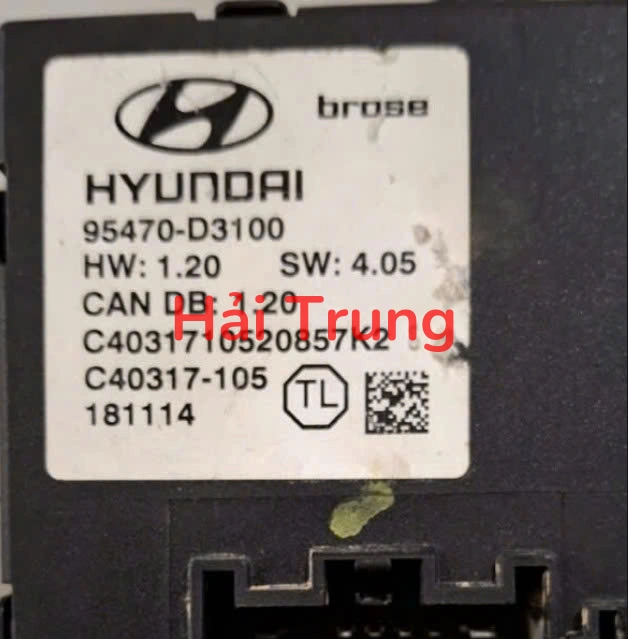 brose
HYUNDAI
95470-D3100
HW: 1.20 SW: 4.05
CAN DB: 1.20
Hải Trung
C4031710520857K2
C40317-105
TL
181114